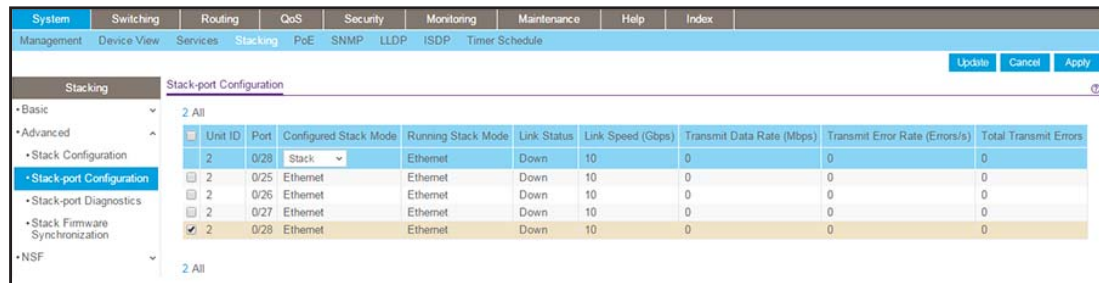 System Switching Routing QoS Security Monitoring Maintenance Help Index
Management Device View Services Stacking PoE SNMP LLDP ISDP Timer Schedule
Update Cancel Apply
Stacking
Stack-port Configuration
Basic
2 All
Advanced
Unit ID Port Configured Stack Mode Running Stack Mode Link Status Link Speed (Gbps) Transmit Data Rate (Mbps) Transmit Error Rate (Errors/s) Total Transmit Errors
Stack Configuration
2 0/28 Stack Ethernet Down 10 0 0 0
Stack-port Configuration
2 0/25 Ethernet Ethernet Down 10 0 0 0
Stack-port Diagnostics
2 0/26 Ethernet Ethernet Down 10 0 0 0
Stack Firmware
Synchronization
2 0/27 Ethernet Ethernet Down 10 0 0 0
2 0/28 Ethernet Ethernet Down 10 0 0 0
NSF
2 All